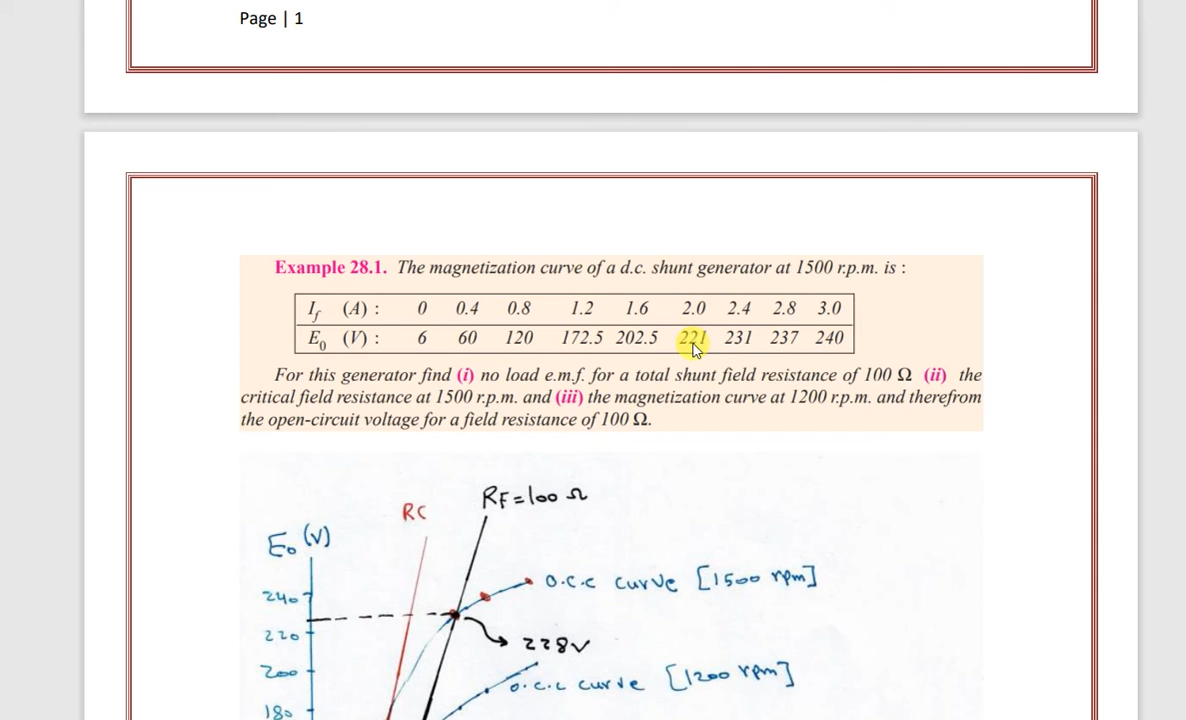 Page | 1
Example 28.1. The magnetization curve of a d.c. shunt generator at 1500 r.p.m. is :
If (A) : 0 0.4 0.8 1.2 1.6 2.0 2.4 2.8 3.0
E0 (V) : 6 60 120 172.5 202.5 221 231 237 240
For this generator find (i) no load e.m.f. for a total shunt field resistance of 100 Ω (ii) the
critical field resistance at 1500 r.p.m. and (iii) the magnetization curve at 1200 r.p.m. and therefrom
the open-circuit voltage for a field resistance of 100 Ω.
RF=100 Ω
RC
E0 (V)
O.C.C curve [1500 rpm]
240
220
228V
200
O.C.C curve [1200 rpm]
180